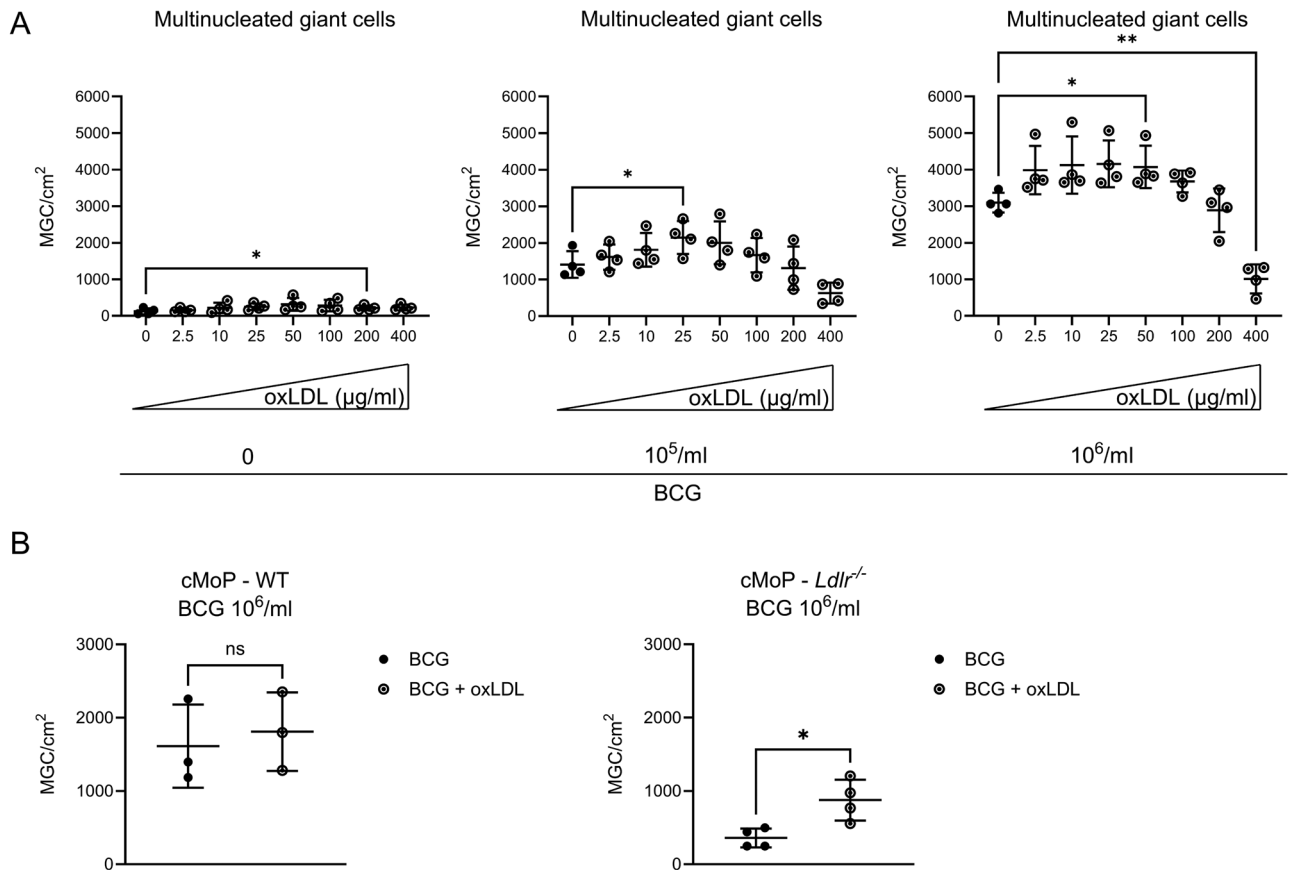 A
Multinucleated giant cells
Multinucleated giant cells
Multinucleated giant cells
MGC/cm²
6000
5000
4000
3000
2000
1000
0
*
0 2.5 10 25 50 100 200 400
oxLDL (µg/ml)
MGC/cm²
6000
5000
4000
3000
2000
1000
0
*
0 2.5 10 25 50 100 200 400
oxLDL (µg/ml)
MGC/cm²
6000
5000
4000
3000
2000
1000
0
**
*
0 2.5 10 25 50 100 200 400
oxLDL (µg/ml)
0
10⁵/ml
10⁶/ml
BCG
B
cMoP - WT
BCG 10⁶/ml
MGC/cm²
3000
2000
1000
0
ns
BCG
BCG + oxLDL
cMoP - Ldlr⁻/⁻
BCG 10⁶/ml
MGC/cm²
3000
2000
1000
0
*
BCG
BCG + oxLDL